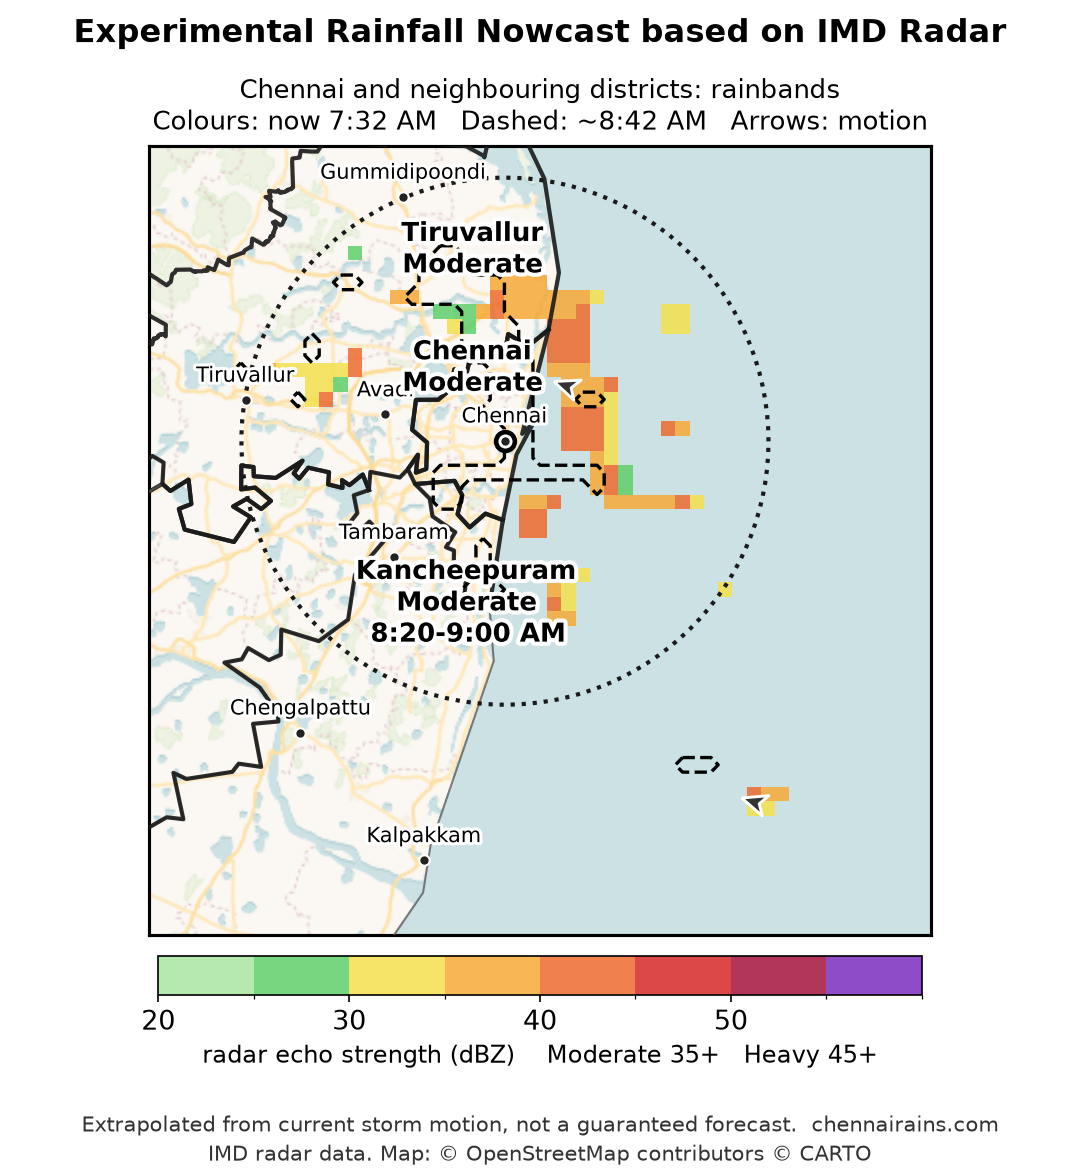 Experimental Rainfall Nowcast based on IMD Radar
Chennai and neighbouring districts: rainbands
Colours: now 7:32 AM   Dashed: ~8:42 AM   Arrows: motion
Gummidipoondi
Tiruvallur
Moderate
Chennai
Moderate
Tiruvallur
Chennai
Tambaram
Kancheepuram
Moderate
8:20-9:00 AM
Chengalpattu
Kalpakkam
20 30 40 50
radar echo strength (dBZ)    Moderate 35+   Heavy 45+
Extrapolated from current storm motion, not a guaranteed forecast.  chennairains.com
IMD radar data. Map: © OpenStreetMap contributors © CARTO